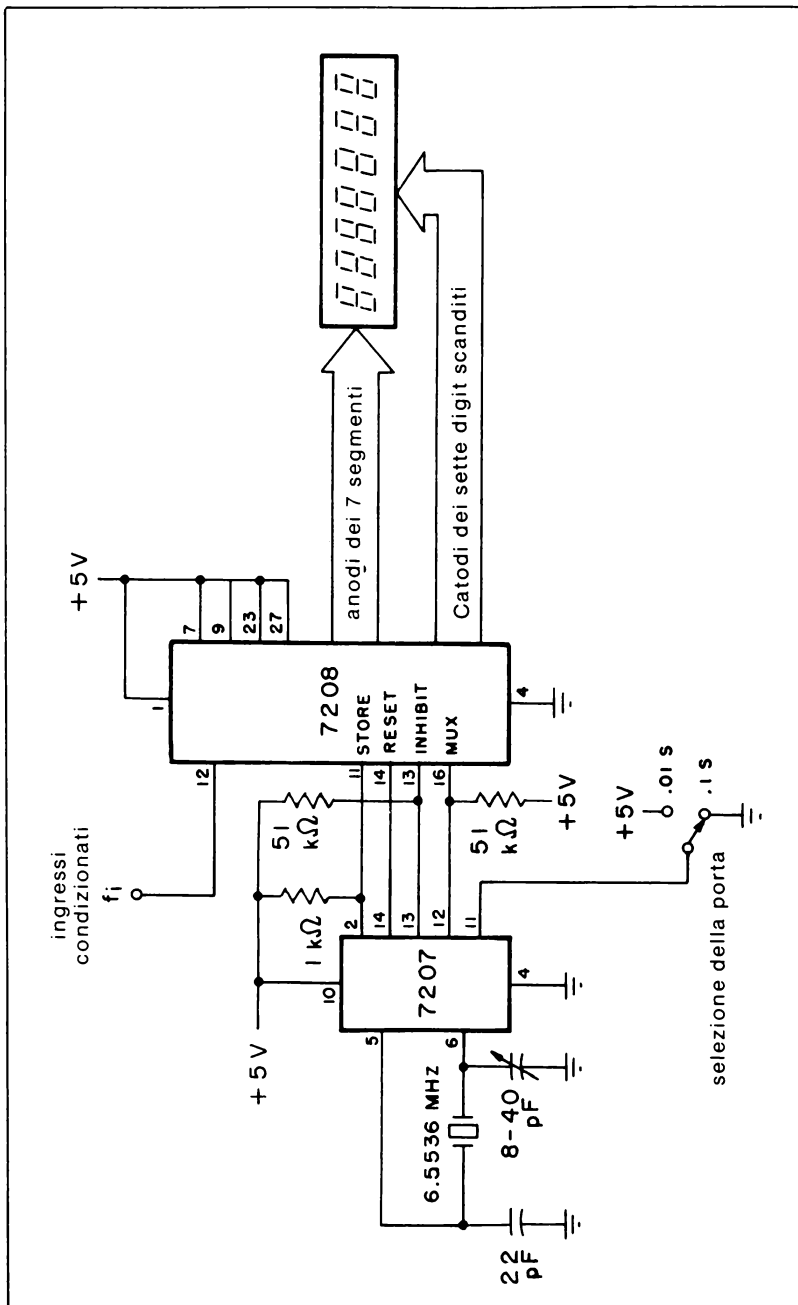 ingressi
condizionati
fi
+5V
+5V
12
1
7
9
23
27
7208
11 STORE
14 RESET
13 INHIBIT
16 MUX
4
1 kΩ
51
kΩ
51
kΩ
+5V
10
7207
5
6
2
14
13
12
11
4
6.5536 MHZ
22
pF
8-40
pF
+5V
.01 S
.1 S
selezione della porta
anodi dei 7 segmenti
Catodi dei sette digit scanditi
8888888